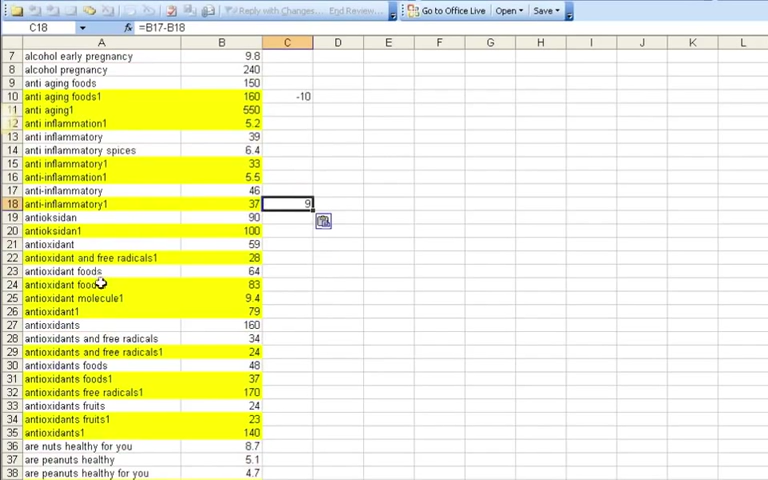 Reply with Changes... End Review... Go to Office Live Open Save
C18 fx =B17-B18
A B C D E F G H I J K L
7 alcohol early pregnancy 9.8
8 alcohol pregnancy 240
9 anti aging foods 150
10 anti aging foods1 160 -10
11 anti aging1 550
12 anti inflammation1 5.2
13 anti inflammatory 39
14 anti inflammatory spices 6.4
15 anti inflammatory1 33
16 anti-inflammation1 5.5
17 anti-inflammatory 46
18 anti-inflammatory1 37 9
19 antioksidan 90
20 antioksidan1 100
21 antioxidant 59
22 antioxidant and free radicals1 28
23 antioxidant foods 64
24 antioxidant 83
25 antioxidant molecule1 9.4
26 antioxidant1 79
27 antioxidants 160
28 antioxidants and free radicals 34
29 antioxidants and free radicals1 24
30 antioxidants foods 48
31 antioxidants foods1 37
32 antioxidants free radicals1 170
33 antioxidants fruits 24
34 antioxidants fruits1 23
35 antioxidants1 140
36 are nuts healthy for you 8.7
37 are peanuts healthy 5.1
38 are peanuts healthy for you 4.7